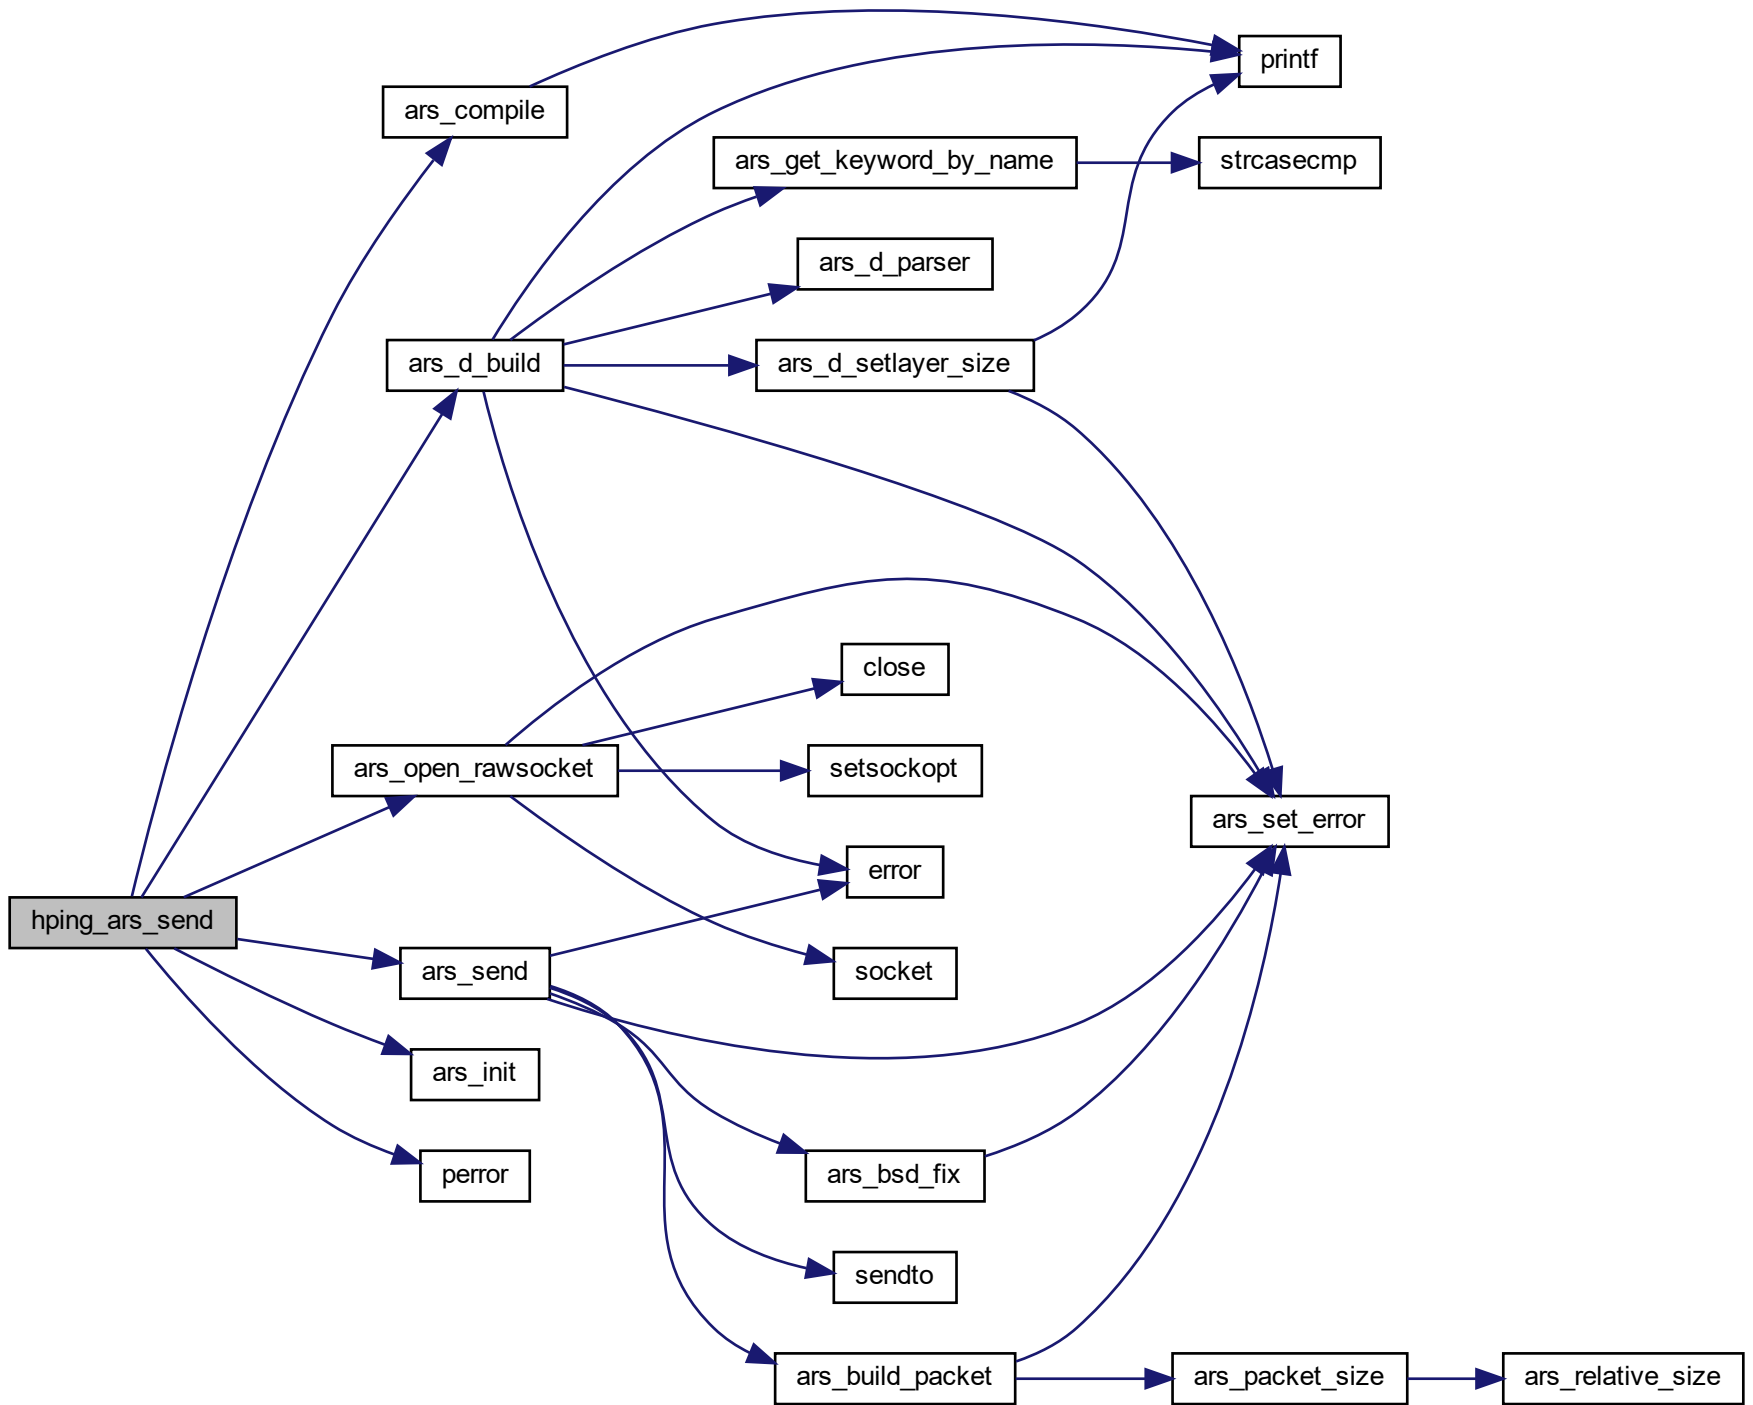 printf
ars_compile
ars_get_keyword_by_name
strcasecmp
ars_d_parser
ars_d_build
ars_d_setlayer_size
close
ars_open_rawsocket
setsockopt
ars_set_error
error
hping_ars_send
ars_send
socket
ars_init
perror
ars_bsd_fix
sendto
ars_build_packet
ars_packet_size
ars_relative_size